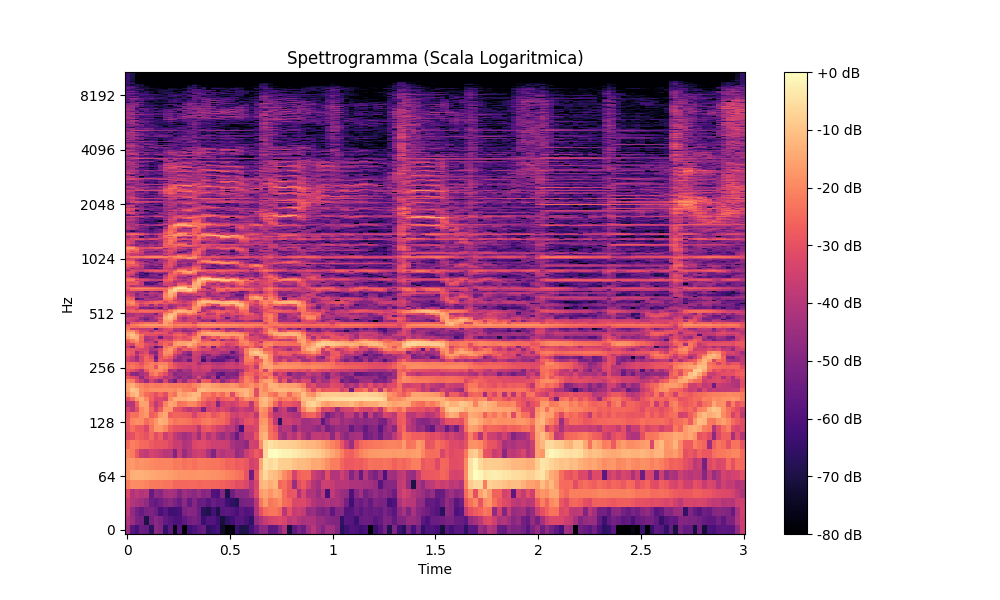 Spettrogramma (Scala Logaritmica)
Hz
8192
4096
2048
1024
512
256
128
64
0
0 0.5 1 1.5 2 2.5 3
Time
+0 dB
-10 dB
-20 dB
-30 dB
-40 dB
-50 dB
-60 dB
-70 dB
-80 dB